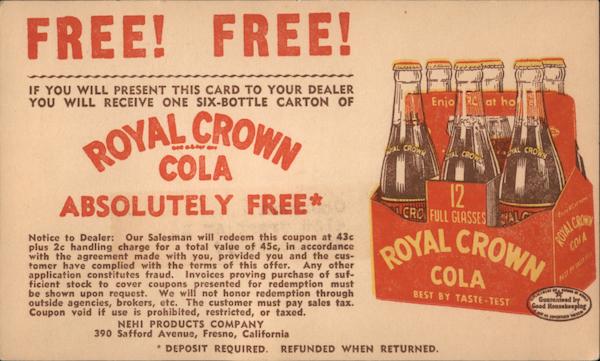 FREE! FREE!
IF YOU WILL PRESENT THIS CARD TO YOUR DEALER
YOU WILL RECEIVE ONE SIX-BOTTLE CARTON OF
ROYAL CROWN
COLA
ABSOLUTELY FREE*
Notice to Dealer: Our Salesman will redeem this coupon at 43c
plus 2c handling charge for a total value of 45c, in accordance
with the agreement made with you, provided you and the cus-
tomer have complied with the terms of this offer. Any other
application constitutes fraud. Invoices proving purchase of suf-
ficient stock to cover coupons presented for redemption must
be shown upon request. We will not honor redemption through
outside agencies, brokers, etc. The customer must pay sales tax.
Coupon void if use is prohibited, restricted, or taxed.
NEHI PRODUCTS COMPANY
390 Safford Avenue, Fresno, California
*DEPOSIT REQUIRED. REFUNDED WHEN RETURNED.
Enjo RC at ho
12
FULL GLASSES
ROYAL CROWN
COLA
BEST BY TASTE-TEST
ROYAL CROWN
COLA
Guaranteed by
Good Housekeeping